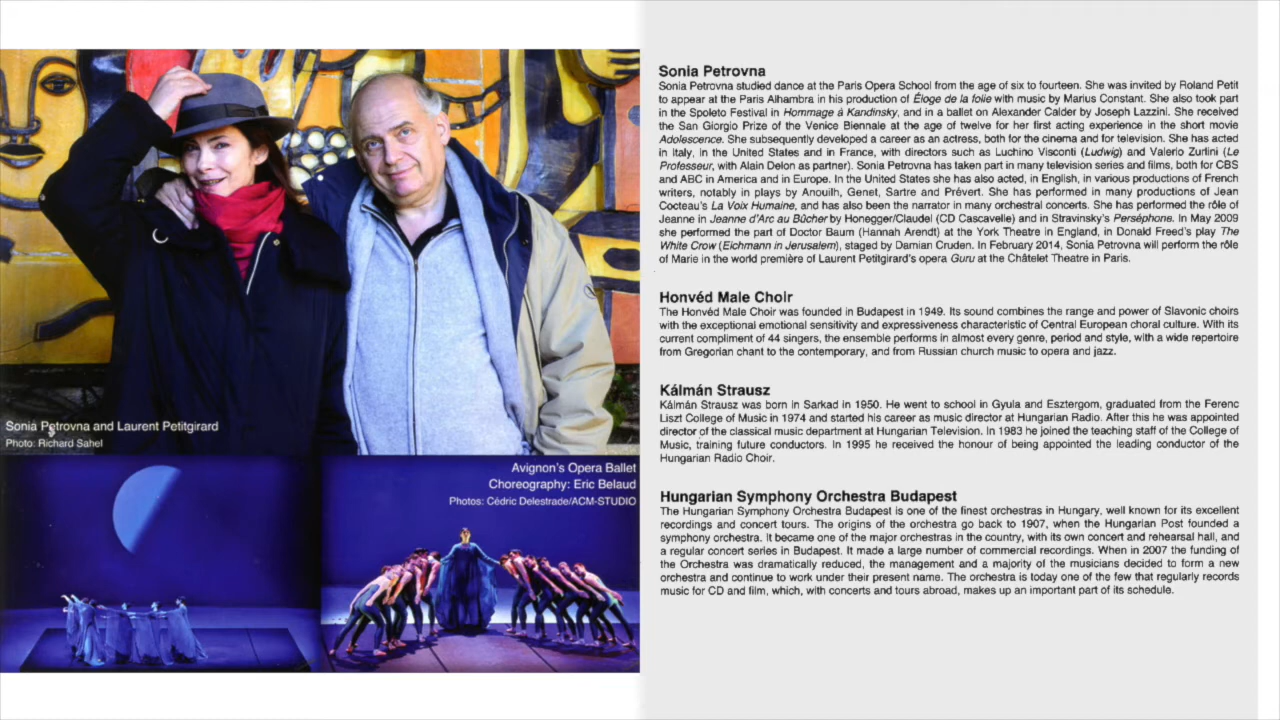 Sonia Petrovna and Laurent Petitgirard
Photo: Richard Sahel
Avignon's Opera Ballet
Choreography: Eric Belaud
Photos: Cédric Delestrade/ACM-STUDIO
Sonia Petrovna
Sonia Petrovna studied dance at the Paris Opera School from the age of six to fourteen. She was invited by Roland Petit
to appear at the Paris Alhambra in his production of Éloge de la folie with music by Marius Constant. She also took part
in the Spoleto Festival in Hommage à Kandinsky, and in a ballet on Alexander Calder by Joseph Lazzini. She received
the San Giorgio Prize of the Venice Biennale at the age of twelve for her first acting experience in the short movie
Adolescence. She subsequently developed a career as an actress, both for the cinema and for television. She has acted
in Italy, in the United States and in France, with directors such as Luchino Visconti (Ludwig) and Valerio Zurlini (Le
Professeur, with Alain Delon as partner). Sonia Petrovna has taken part in many television series and films, both for CBS
and ABC in America and in Europe. In the United States she has also acted, in English, in various productions of French
writers, notably in plays by Anouilh, Genet, Sartre and Prévert. She has performed in many productions of Jean
Cocteau's La Voix Humaine, and has also been the narrator in many orchestral concerts. She has performed the rôle of
Jeanne in Jeanne d'Arc au Bûcher by Honegger/Claudel (CD Cascavelle) and in Stravinsky's Perséphone. In May 2009
she performed the part of Doctor Baum (Hannah Arendt) at the York Theatre in England, in Donald Freed's play The
White Crow (Eichmann in Jerusalem), staged by Damian Cruden. In February 2014, Sonia Petrovna will perform the rôle
of Marie in the world première of Laurent Petitgirard's opera Guru at the Châtelet Theatre in Paris.
Honvéd Male Choir
The Honvéd Male Choir was founded in Budapest in 1949. Its sound combines the range and power of Slavonic choirs
with the exceptional emotional sensitivity and expressiveness characteristic of Central European choral culture. With its
current compliment of 44 singers, the ensemble performs in almost every genre, period and style, with a wide repertoire
from Gregorian chant to the contemporary, and from Russian church music to opera and jazz.
Kálmán Strausz
Kálmán Strausz was born in Sarkad in 1950. He went to school in Gyula and Esztergom, graduated from the Ferenc
Liszt College of Music in 1974 and started his career as music director at Hungarian Radio. After this he was appointed
director of the classical music department at Hungarian Television. In 1983 he joined the teaching staff of the College of
Music, training future conductors. In 1995 he received the honour of being appointed the leading conductor of the
Hungarian Radio Choir.
Hungarian Symphony Orchestra Budapest
The Hungarian Symphony Orchestra Budapest is one of the finest orchestras in Hungary, well known for its excellent
recordings and concert tours. The origins of the orchestra go back to 1907, when the Hungarian Post founded a
symphony orchestra. It became one of the major orchestras in the country, with its own concert and rehearsal hall, and
a regular concert series in Budapest. It made a large number of commercial recordings. When in 2007 the funding of
the Orchestra was dramatically reduced, the management and a majority of the musicians decided to form a new
orchestra and continue to work under their present name. The orchestra is today one of the few that regularly records
music for CD and film, which, with concerts and tours abroad, makes up an important part of its schedule.